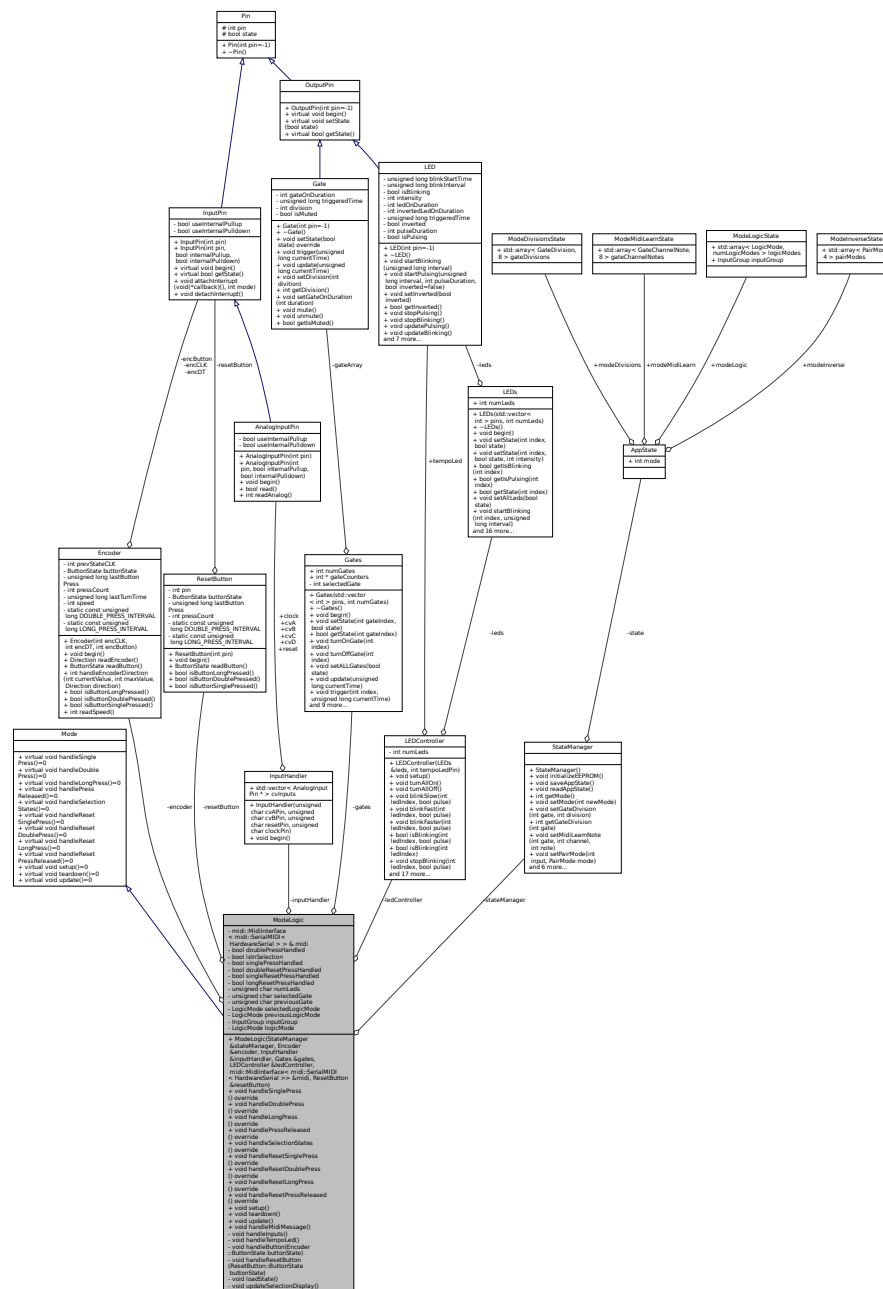 Pin
# int pin
# bool state
+ Pin(int pin=-1)
+ ~Pin()
OutputPin
+ OutputPin(int pin=-1)
+ virtual void begin()
+ virtual void setState
(bool state)
+ virtual bool getState()
LED
- unsigned long blinkStartTime
- unsigned long blinkInterval
- bool isBlinking
- int intensity
- int ledOnDuration
- int invertedLedOnDuration
- unsigned long triggeredTime
- bool inverted
- int pulseDuration
- bool isPulsing
+ LED(int pin=-1)
+ ~LED()
+ void startBlinking
(unsigned long interval)
+ void startPulsing(unsigned
long interval, int pulseDuration,
bool inverted=false)
+ void setInverted(bool
inverted)
+ bool getInverted()
+ void stopPulsing()
+ void stopBlinking()
+ void updatePulsing()
+ void updateBlinking()
and 7 more...
Gate
- int gateOnDuration
- unsigned long triggeredTime
- int division
- bool isMuted
+ Gate(int pin=-1)
+ ~Gate()
+ void setState(bool
state) override
+ void trigger(unsigned
long currentTime)
+ void update(unsigned
long currentTime)
+ void setDivision(int
divition)
+ int getDivision()
+ void setGateOnDuration
(int duration)
+ void mute()
+ void unmute()
+ bool getIsMuted()
InputPin
- bool useInternalPullup
- bool useInternalPulldown
+ InputPin(int pin)
+ InputPin(int pin,
bool internalPullup,
bool internalPulldown)
+ virtual void begin()
+ virtual bool getState()
+ void attachInterrupt
(void(*callback)(), int mode)
+ void detachInterrupt()
ModeDivisionsState
+ std::array< GateDivision,
8 > gateDivisions
ModeMidiLearnState
+ std::array< GateChannelNote,
8 > gateChannelNotes
ModeLogicState
+ std::array< LogicMode,
numLogicModes > logicModes
+ InputGroup inputGroup
ModeInverseState
+ std::array< PairMod
4 > pairModes
-encButton
-encCLK
-encDT
-resetButton
-gateArray
-leds
+modeDivisions
+modeMidiLearn
+modeLogic
+modeInverse
LEDs
+ int numLeds
+ LEDs(std::vector<
int > pins, int numLeds)
+ ~LEDs()
+ void begin()
+ void setState(int index,
bool state)
+ void setState(int index,
bool state, int intensity)
+ bool getIsBlinking
(int index)
+ bool getIsPulsing(int
index)
+ bool getState(int index)
+ void setAllLeds(bool
state)
+ void startBlinking
(int index, unsigned
long interval)
and 16 more...
AnalogInputPin
- bool useInternalPullup
- bool useInternalPulldown
+ AnalogInputPin(int pin)
+ AnalogInputPin(int
pin, bool internalPullup,
bool internalPulldown)
+ void begin()
+ bool read()
+ int readAnalog()
AppState
+ int mode
+tempoLed
Encoder
- int prevStateCLK
- ButtonState buttonState
- unsigned long lastButton
Press
- int pressCount
- unsigned long lastTurnTime
- int speed
- static const unsigned
long DOUBLE_PRESS_INTERVAL
- static const unsigned
long LONG_PRESS_INTERVAL
+ Encoder(int encCLK,
int encDT, int encButton)
+ void begin()
+ Direction readEncoder()
+ ButtonState readButton()
+ int handleEncoderDirection
(int currentValue, int maxValue,
Direction direction)
+ bool isButtonLongPressed()
+ bool isButtonDoublePressed()
+ bool isButtonSinglePressed()
+ int readSpeed()
ResetButton
- int pin
- ButtonState buttonState
- unsigned long lastButton
Press
- int pressCount
- static const unsigned
long DOUBLE_PRESS_INTERVAL
- static const unsigned
long LONG_PRESS_INTERVAL
+ ResetButton(int pin)
+ void begin()
+ ButtonState readButton()
+ bool isButtonLongPressed()
+ bool isButtonDoublePressed()
+ bool isButtonSinglePressed()
+clock
+cvA
+cvB
+cvC
+cvD
+reset
Gates
+ int numGates
+ int * gateCounters
- int selectedGate
+ Gates(std::vector
< int > pins, int numGates)
+ ~Gates()
+ void begin()
+ void setState(int gateIndex,
bool state)
+ bool getState(int gateIndex)
+ void turnOnGate(int
index)
+ void turnOffGate(int
index)
+ void setALLGates(bool
state)
+ void update(unsigned
long currentTime)
+ void trigger(int index,
unsigned long currentTime)
and 9 more...
-leds
-state
Mode
+ virtual void handleSingle
Press()=0
+ virtual void handleDouble
Press()=0
+ virtual void handleLongPress()=0
+ virtual void handlePress
Released()=0
+ virtual void handleSelection
States()=0
+ virtual void handleReset
SinglePress()=0
+ virtual void handleReset
DoublePress()=0
+ virtual void handleReset
LongPress()=0
+ virtual void handleReset
PressReleased()=0
+ virtual void setup()=0
+ virtual void teardown()=0
+ virtual void update()=0
InputHandler
+ std::vector< AnalogInput
Pin * > cvInputs
+ InputHandler(unsigned
char cvAPin, unsigned
char cvBPin, unsigned
char resetPin, unsigned
char clockPin)
+ void begin()
LEDController
- int numLeds
+ LEDController(LEDs
&leds, int tempoLedPin)
+ void setup()
+ void turnAllOn()
+ void turnAllOff()
+ void blinkSlow(int
ledIndex, bool pulse)
+ void blinkFast(int
ledIndex, bool pulse)
+ void blinkFaster(int
ledIndex, bool pulse)
+ bool isBlinking(int
ledIndex, bool pulse)
+ bool isBlinking(int
ledIndex)
+ void stopBlinking(int
ledIndex, bool pulse)
and 17 more...
StateManager
+ StateManager()
+ void initializeEEPROM()
+ void saveAppState()
+ void readAppState()
+ int getMode()
+ void setMode(int newMode)
+ void setGateDivision
(int gate, int division)
+ int getGateDivision
(int gate)
+ void setMidiLearnNote
(int gate, int channel,
int note)
+ void setPairMode(int
input, PairMode mode)
and 6 more...
-encoder
-resetButton
-gates
-inputHandler
-ledController
-stateManager
ModeLogic
- midi::MidiInterface
< midi::SerialMIDI<
HardwareSerial > > & midi
- bool doublePressHandled
- bool isInSelection
- bool singlePressHandled
- bool doubleResetPressHandled
- bool singleResetPressHandled
- bool longResetPressHandled
- unsigned char numLeds
- unsigned char selectedGate
- unsigned char previousGate
- LogicMode selectedLogicMode
- LogicMode previousLogicMode
- InputGroup inputGroup
- LogicMode logicMode
+ ModeLogic(StateManager
&stateManager, Encoder
&encoder, InputHandler
&inputHandler, Gates &gates,
LEDController &ledController,
midi::MidiInterface< midi::SerialMIDI
< HardwareSerial >> &midi, ResetButton
&resetButton)
+ void handleSinglePress
() override
+ void handleDoublePress
() override
+ void handleLongPress
() override
+ void handlePressReleased
() override
+ void handleSelectionStates
() override
+ void handleResetSinglePress
() override
+ void handleResetDoublePress
() override
+ void handleResetLongPress
() override
+ void handleResetPressReleased
() override
+ void setup()
+ void teardown()
+ void update()
+ void handleMidiMessage()
- void handleInputs()
- void handleTempoLed()
- void handleButton(Encoder
::ButtonState buttonState)
- void handleResetButton
(ResetButton::ButtonState
buttonState)
- void loadState()
- void updateSelectionDisplay()